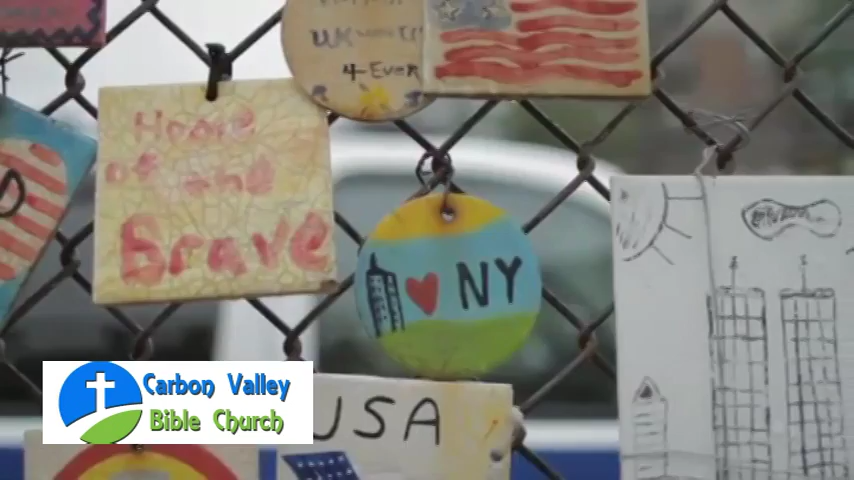 4-Ever
Home
of the
Brave
NY
USA
Carbon Valley
Bible Church